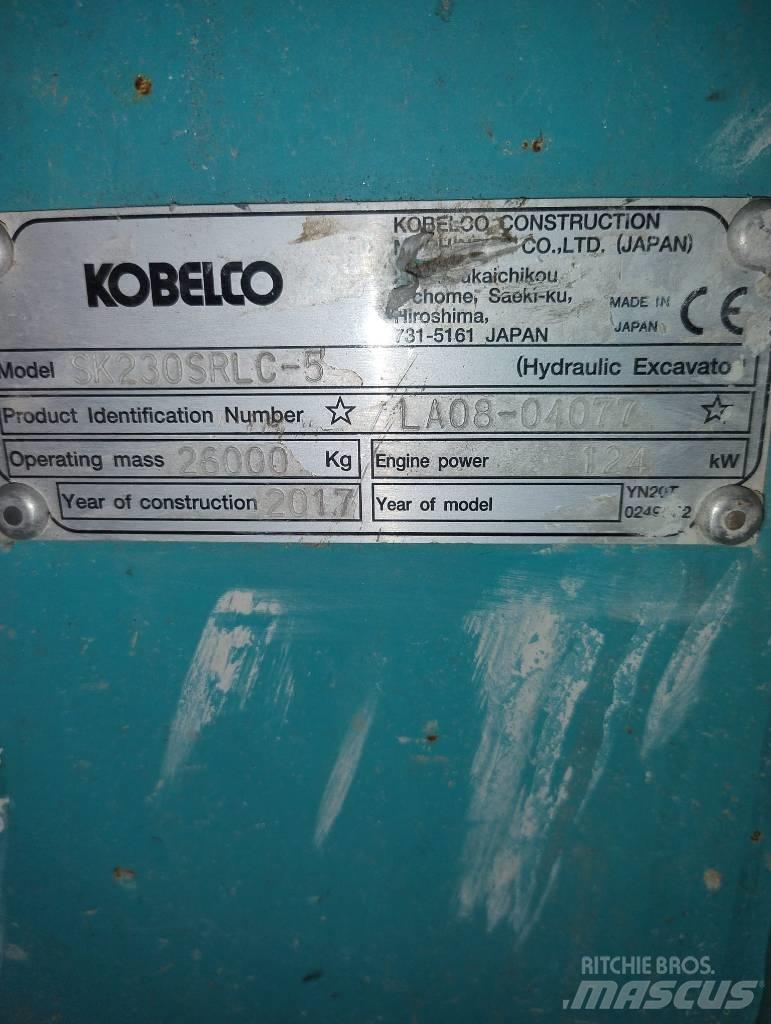 KOBELCO
KOBELCO CONSTRUCTION
CO.,LTD. (JAPAN)
Saeki-ku,
Hiroshima,
731-5161 JAPAN
MADE IN
JAPAN
CE
Model SK230SRLC-5 (Hydraulic Excavato
Product Identification Number ☆ LA08-04077 ☆
Operating mass 26000 Kg
Engine power 124 kW
Year of construction 2017
Year of model
RITCHIE BROS.
MASCUS